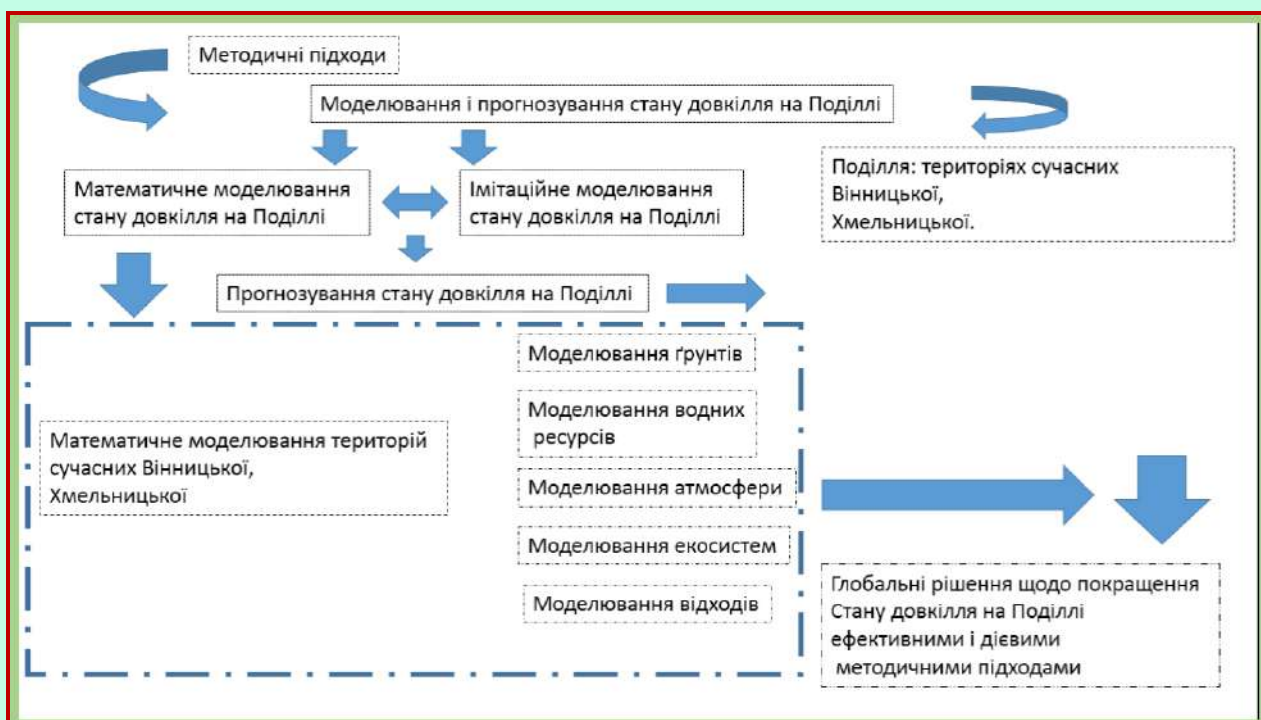 Методичні підходи
Моделювання і прогнозування стану довкілля на Поділлі
Поділля: територіях сучасних
Вінницької,
Хмельницької.
Математичне моделювання
стану довкілля на Поділлі
Імітаційне моделювання
стану довкілля на Поділлі
Прогнозування стану довкілля на Поділлі
Математичне моделювання територій
сучасних Вінницької,
Хмельницької
Моделювання ґрунтів
Моделювання водних
ресурсів
Моделювання атмосфери
Моделювання екосистем
Моделювання відходів
Глобальні рішення щодо покращення
Стану довкілля на Поділлі
ефективними і дієвими
методичними підходами